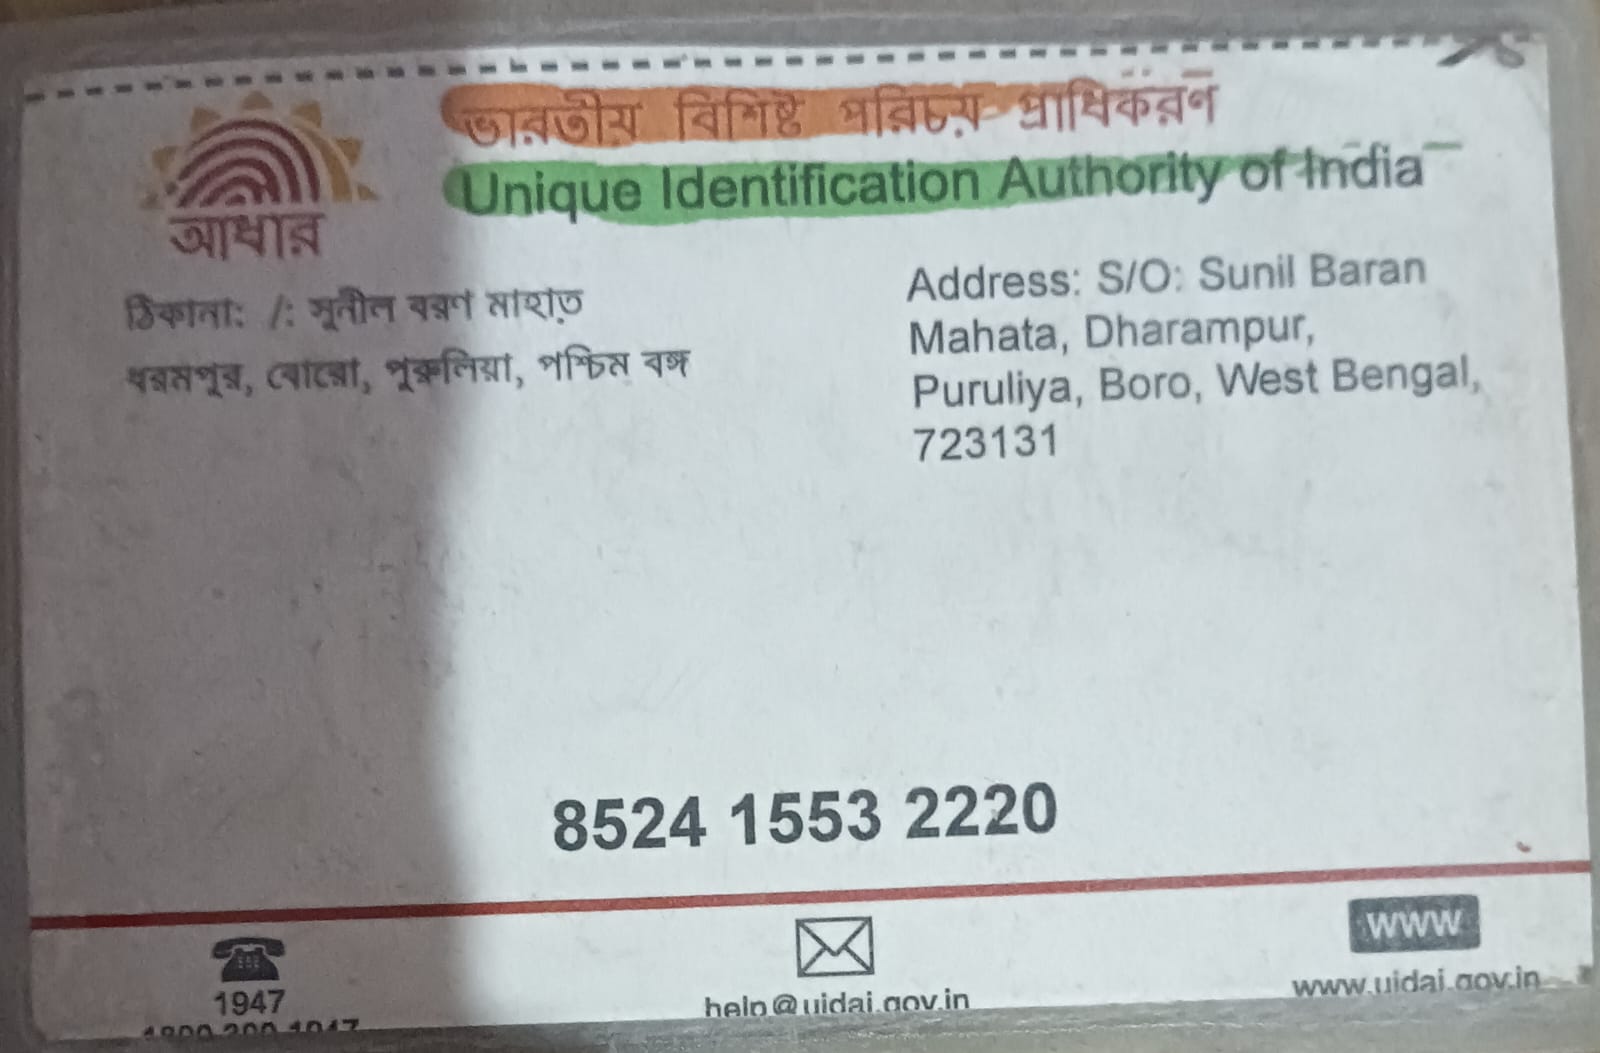 ভারতীয় বিশিষ্ট পরিচয় প্রাধিকরণ
Unique Identification Authority of India
আধার
ঠিকানা: /: সুনীল বরণ মাহাত
ধরমপুর, বোরো, পুরুলিয়া, পশ্চিম বঙ্গ
Address: S/O: Sunil Baran
Mahata, Dharampur,
Puruliya, Boro, West Bengal,
723131
8524 1553 2220
1947
help@uidai.gov.in
www
www.uidai.gov.in